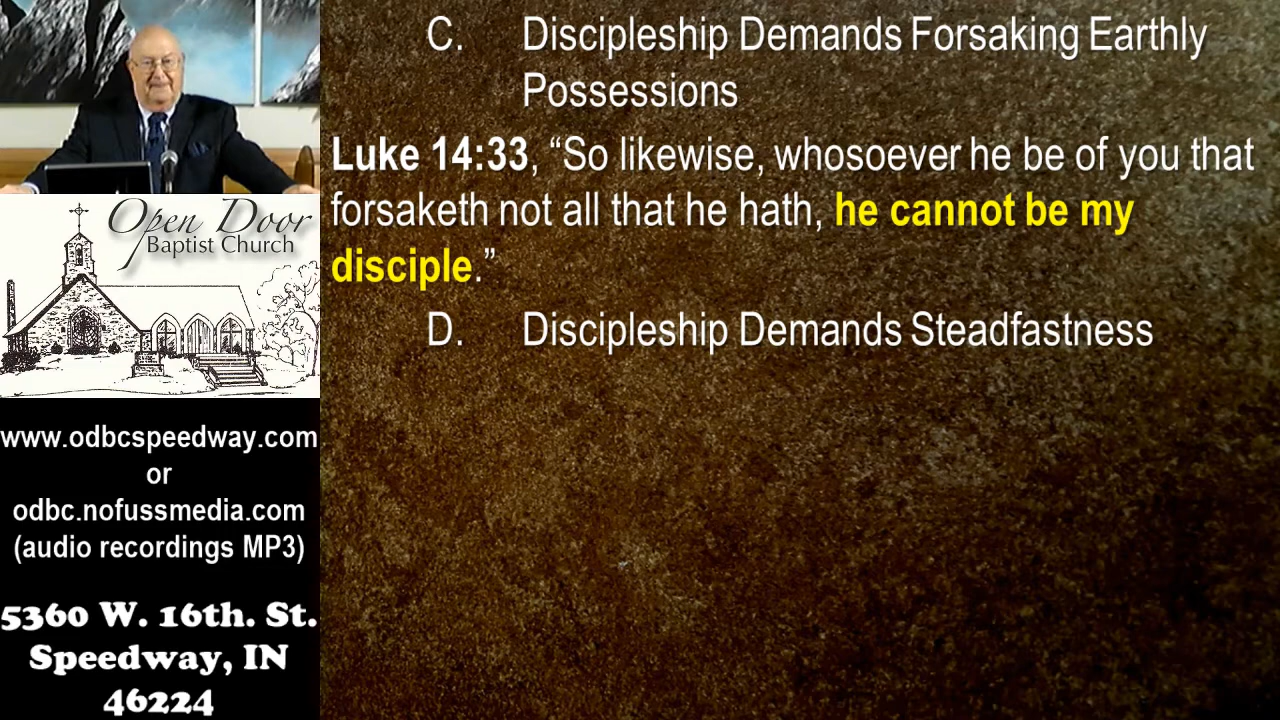 C. Discipleship Demands Forsaking Earthly
Possessions
Luke 14:33, “So likewise, whosoever he be of you that
forsaketh not all that he hath, he cannot be my
disciple.”
D. Discipleship Demands Steadfastness
Open Door
Baptist Church
www.odbcspeedway.com
or
odbc.nofussmedia.com
(audio recordings MP3)
5360 W. 16th. St.
Speedway, IN
46224